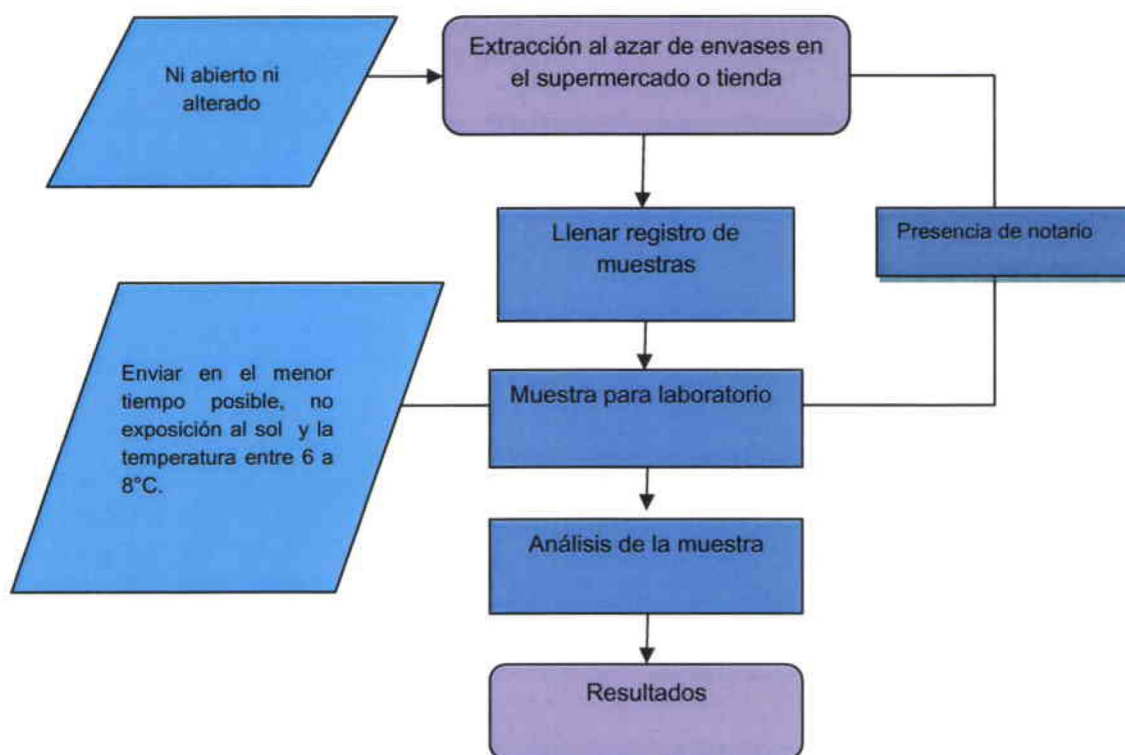 Ni abierto ni
alterado
Extracción al azar de envases en
el supermercado o tienda
Llenar registro de
muestras
Presencia de notario
Enviar en el menor
tiempo posible, no
exposición al sol y la
temperatura entre 6 a
8°C.
Muestra para laboratorio
Análisis de la muestra
Resultados